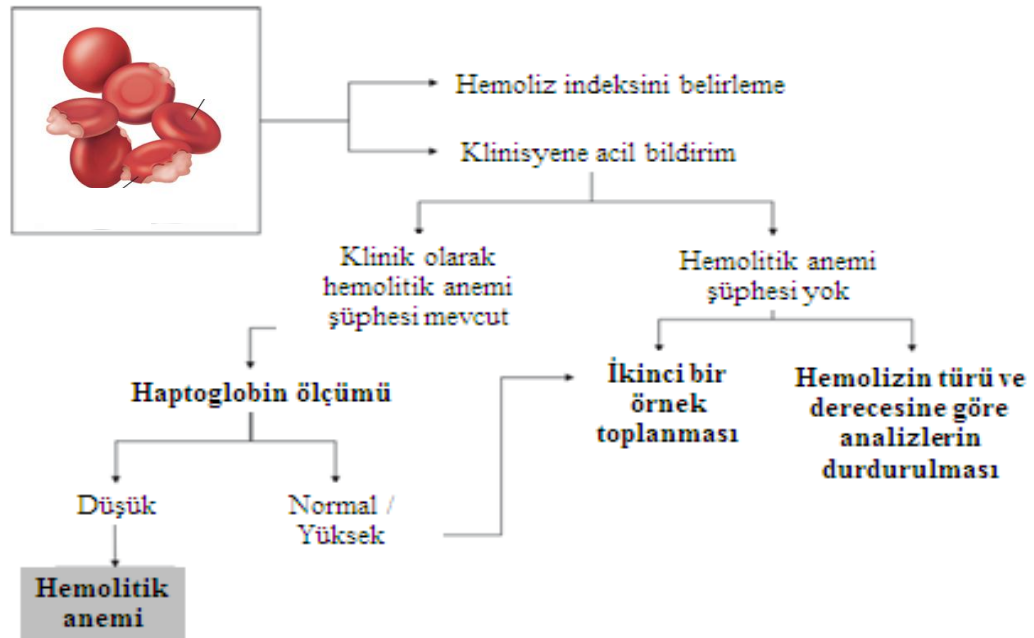 Hemoliz indeksini belirleme
Klinisyene acil bildirim
Klinik olarak
hemolitik anemi
şüphesi mevcut
Hemolitik anemi
şüphesi yok
Haptoglobin ölçümü
İkinci bir
örnek
toplanması
Hemolizin türü ve
derecesine göre
analizlerin
durdurulması
Düşük
Normal /
Yüksek
Hemolitik
anemi